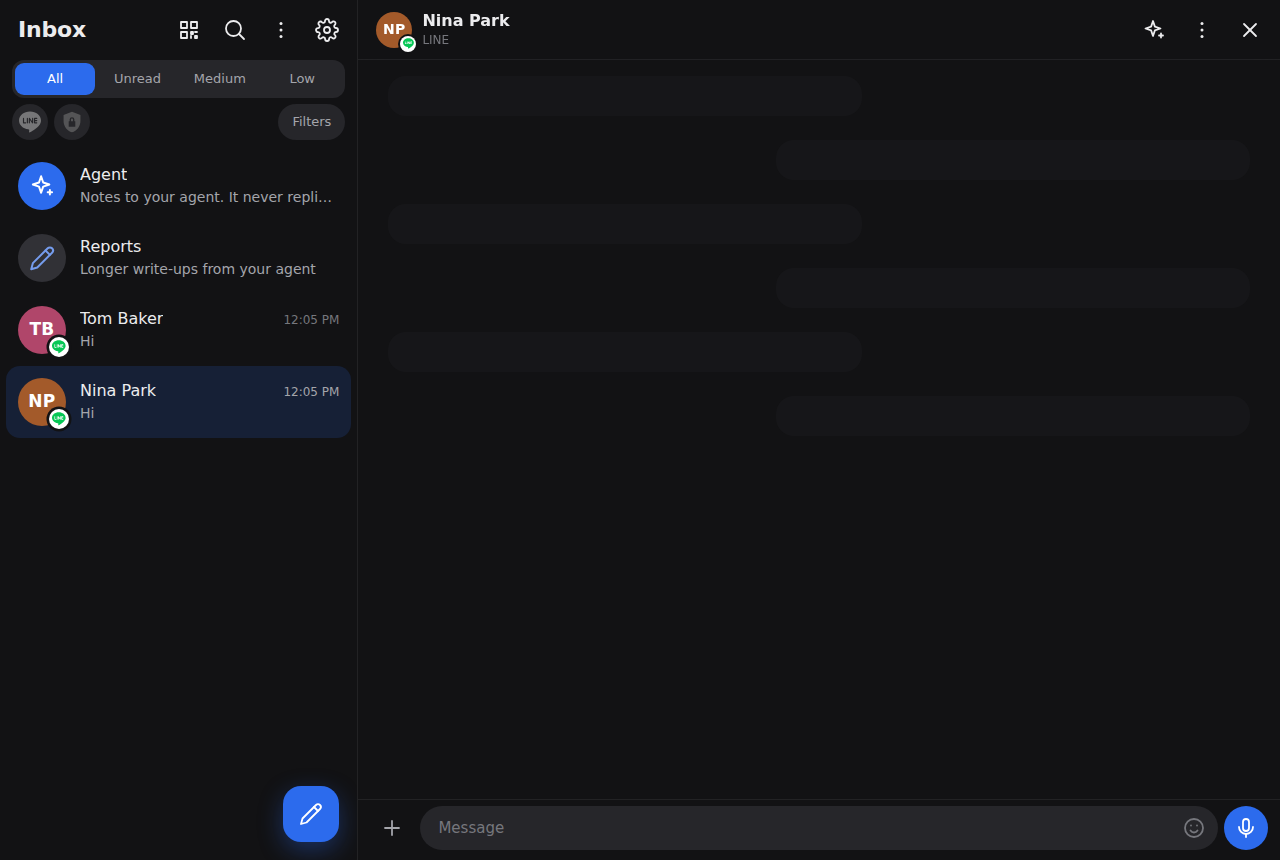 Inbox
All
Unread
Medium
Low
LINE
Filters
Agent
Notes to your agent. It never repli…
Reports
Longer write-ups from your agent
TB
Tom Baker
12:05 PM
Hi
NP
Nina Park
12:05 PM
Hi
NP
Nina Park
LINE
Message